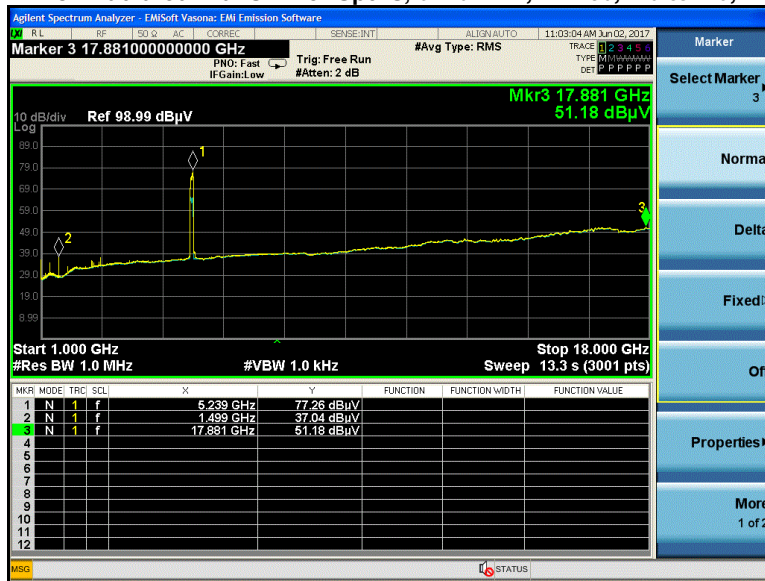 Agilent Spectrum Analyzer - EMiSoft Vasona: EMi Emission Software
LXI RL RF 50 Ω AC CORREC SENSE:INT ALIGNAUTO 11:03:04 AM Jun 02, 2017
Marker 3 17.881000000000 GHz
PNO: Fast
IFGain:Low
Trig: Free Run
#Atten: 2 dB
#Avg Type: RMS
TRACE 1 2 3 4 5 6
TYPE M
DET P P P P P P
Mkr3 17.881 GHz
51.18 dBµV
10 dB/div Ref 98.99 dBµV
Log
89.0
79.0
69.0
59.0
49.0
39.0
29.0
19.0
8.99
1
2
3
Start 1.000 GHz Stop 18.000 GHz
#Res BW 1.0 MHz #VBW 1.0 kHz Sweep 13.3 s (3001 pts)
MKR MODE TRC SCL X Y FUNCTION FUNCTION WIDTH FUNCTION VALUE
1 N 1 f 5.239 GHz 77.26 dBµV
2 N 1 f 1.499 GHz 37.04 dBµV
3 N 1 f 17.881 GHz 51.18 dBµV
4
5
6
7
8
9
10
11
12
MSG STATUS
Marker
Select Marker
3
Norma
Delta
Fixed
Of
Properties
More
1 of 2